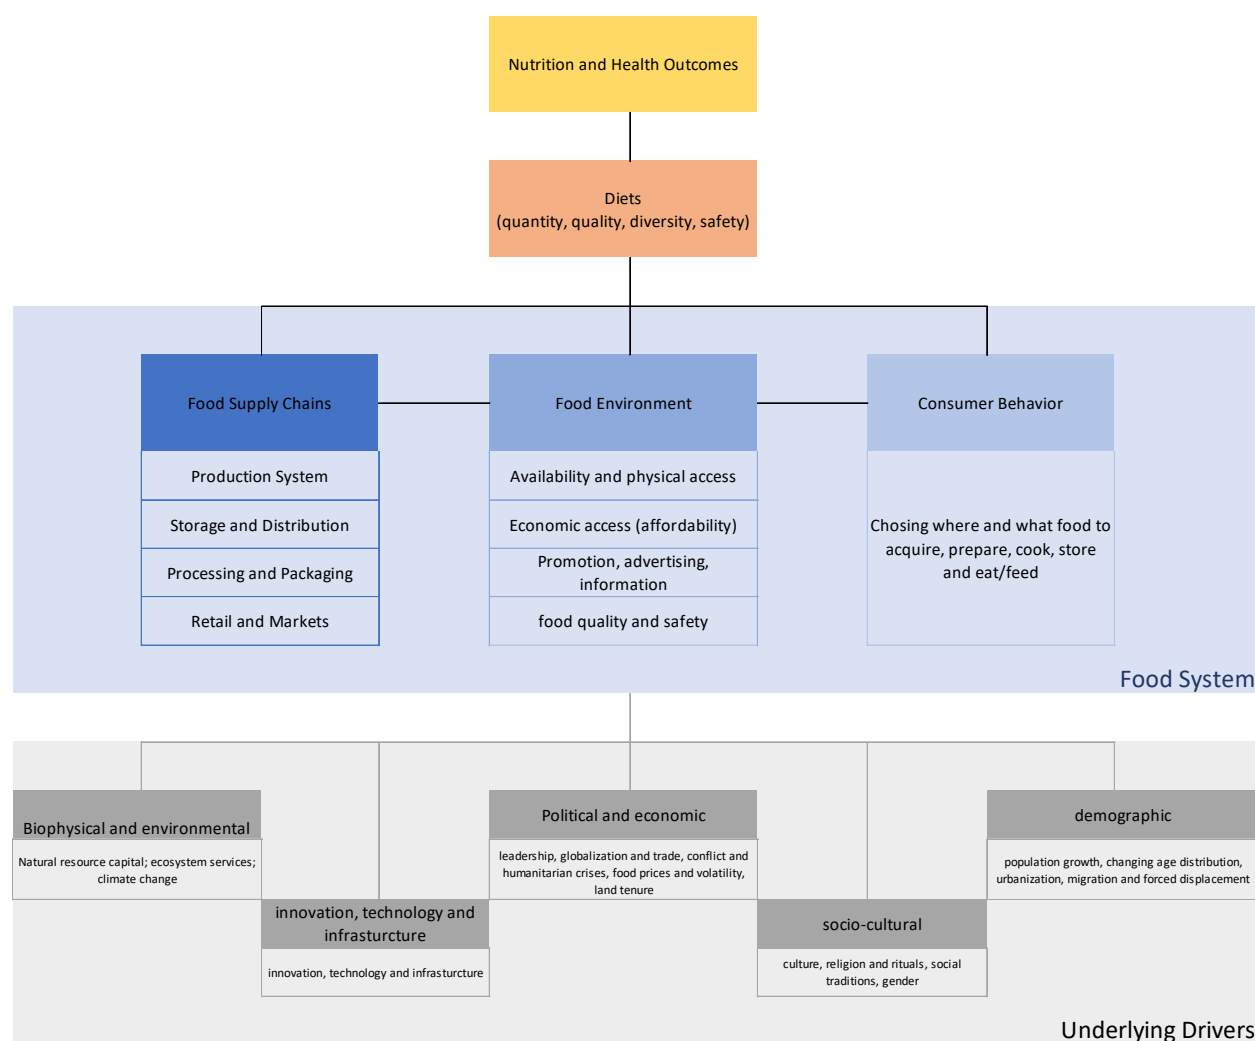 Nutrition and Health Outcomes
Diets
(quantity, quality, diversity, safety)
Food Supply Chains
Food Environment
Consumer Behavior
Production System
Storage and Distribution
Processing and Packaging
Retail and Markets
Availability and physical access
Economic access (affordability)
Promotion, advertising,
information
food quality and safety
Chosing where and what food to
acquire, prepare, cook, store
and eat/feed
Food System
Biophysical and environmental
Natural resource capital; ecosystem services;
climate change
innovation, technology and
infrasturcture
innovation, technology and infrasturcture
Political and economic
leadership, globalization and trade, conflict and
humanitarian crises, food prices and volatility,
land tenure
socio-cultural
culture, religion and rituals, social
traditions, gender
demographic
population growth, changing age distribution,
urbanization, migration and forced displacement
Underlying Drivers